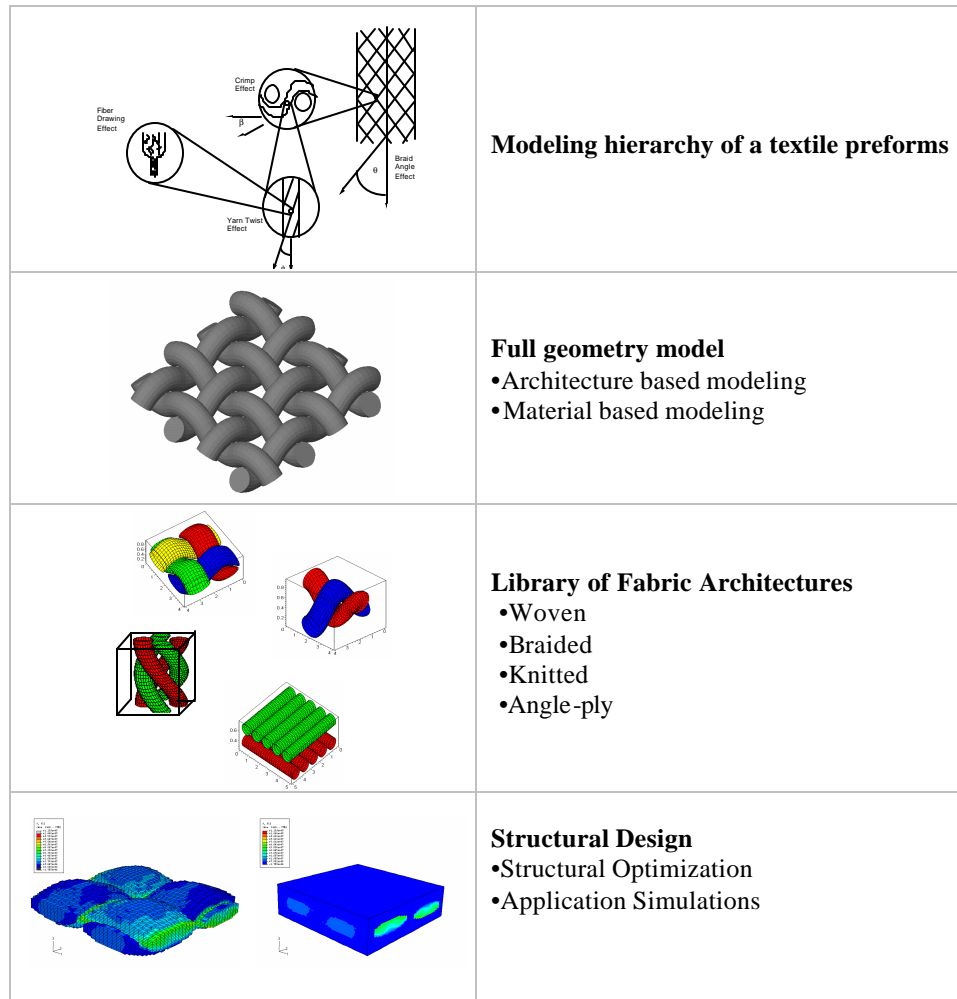 Crimp
Effect
Fiber
Drawing
Effect
β
Braid
Angle
Effect
θ
Yarn Twist
Effect
Modeling hierarchy of a textile preforms
Full geometry model
•Architecture based modeling
•Material based modeling
Library of Fabric Architectures
•Woven
•Braided
•Knitted
•Angle-ply
Structural Design
•Structural Optimization
•Application Simulations